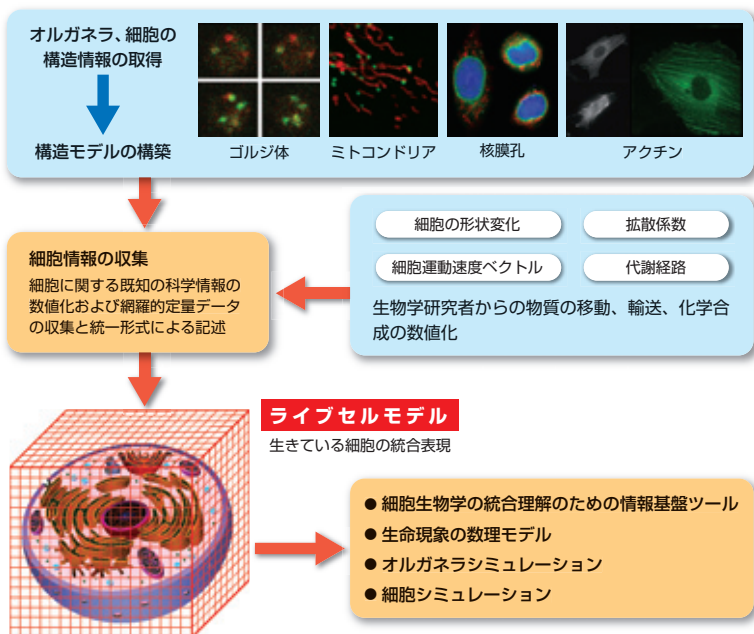 オルガネラ、細胞の
構造情報の取得
構造モデルの構築
ゴルジ体
ミトコンドリア
核膜孔
アクチン
細胞情報の収集
細胞に関する既知の科学情報の
数値化および網羅的定量データ
の収集と統一形式による記述
細胞の形状変化
拡散係数
細胞運動速度ベクトル
代謝経路
生物学研究者からの物質の移動、輸送、化学合
成の数値化
ライブセルモデル
生きている細胞の統合表現
● 細胞生物学の統合理解のための情報基盤ツール
● 生命現象の数理モデル
● オルガネラシミュレーション
● 細胞シミュレーション